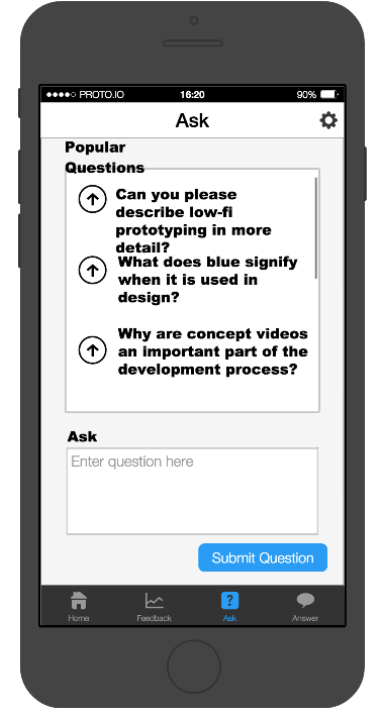 PROTO.IO 16:20 90%
Ask
Popular
Questions
Can you please
describe low-fi
prototyping in more
detail?
What does blue signify
when it is used in
design?
Why are concept videos
an important part of the
development process?
Ask
Enter question here
Submit Question
?
Home Feedback Ask Answer